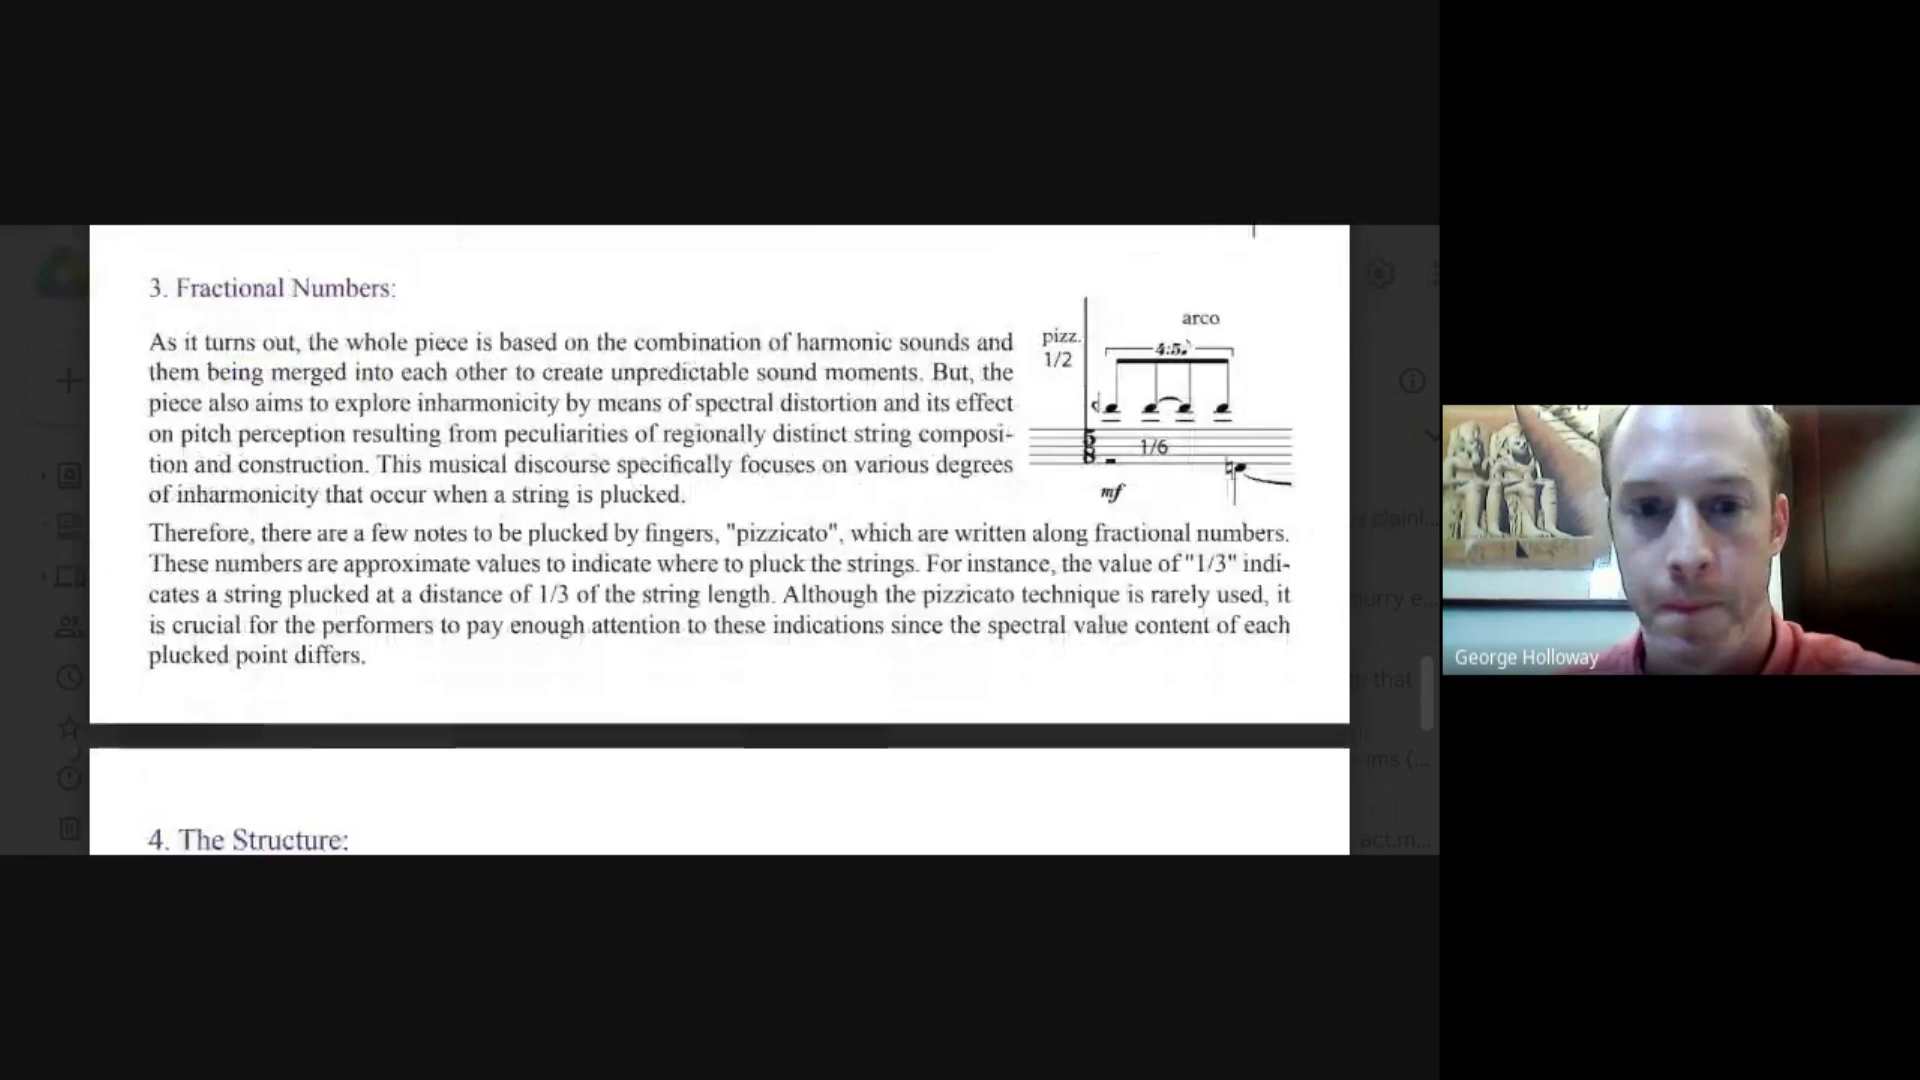 3. Fractional Numbers:
As it turns out, the whole piece is based on the combination of harmonic sounds and
them being merged into each other to create unpredictable sound moments. But, the
piece also aims to explore inharmonicity by means of spectral distortion and its effect
on pitch perception resulting from peculiarities of regionally distinct string composi-
tion and construction. This musical discourse specifically focuses on various degrees
of inharmonicity that occur when a string is plucked.
arco
pizz.
1/2
4:5
5
8
1/6
mf
Therefore, there are a few notes to be plucked by fingers, "pizzicato", which are written along fractional numbers.
These numbers are approximate values to indicate where to pluck the strings. For instance, the value of "1/3" indi-
cates a string plucked at a distance of 1/3 of the string length. Although the pizzicato technique is rarely used, it
is crucial for the performers to pay enough attention to these indications since the spectral value content of each
plucked point differs.
4. The Structure:
that
George Holloway